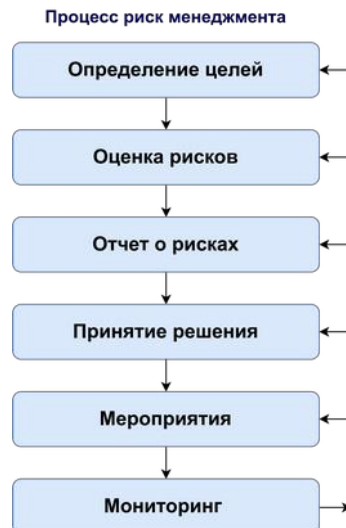 Процесс риск менеджмента
Определение целей
Оценка рисков
Отчет о рисках
Принятие решения
Мероприятия
Мониторинг